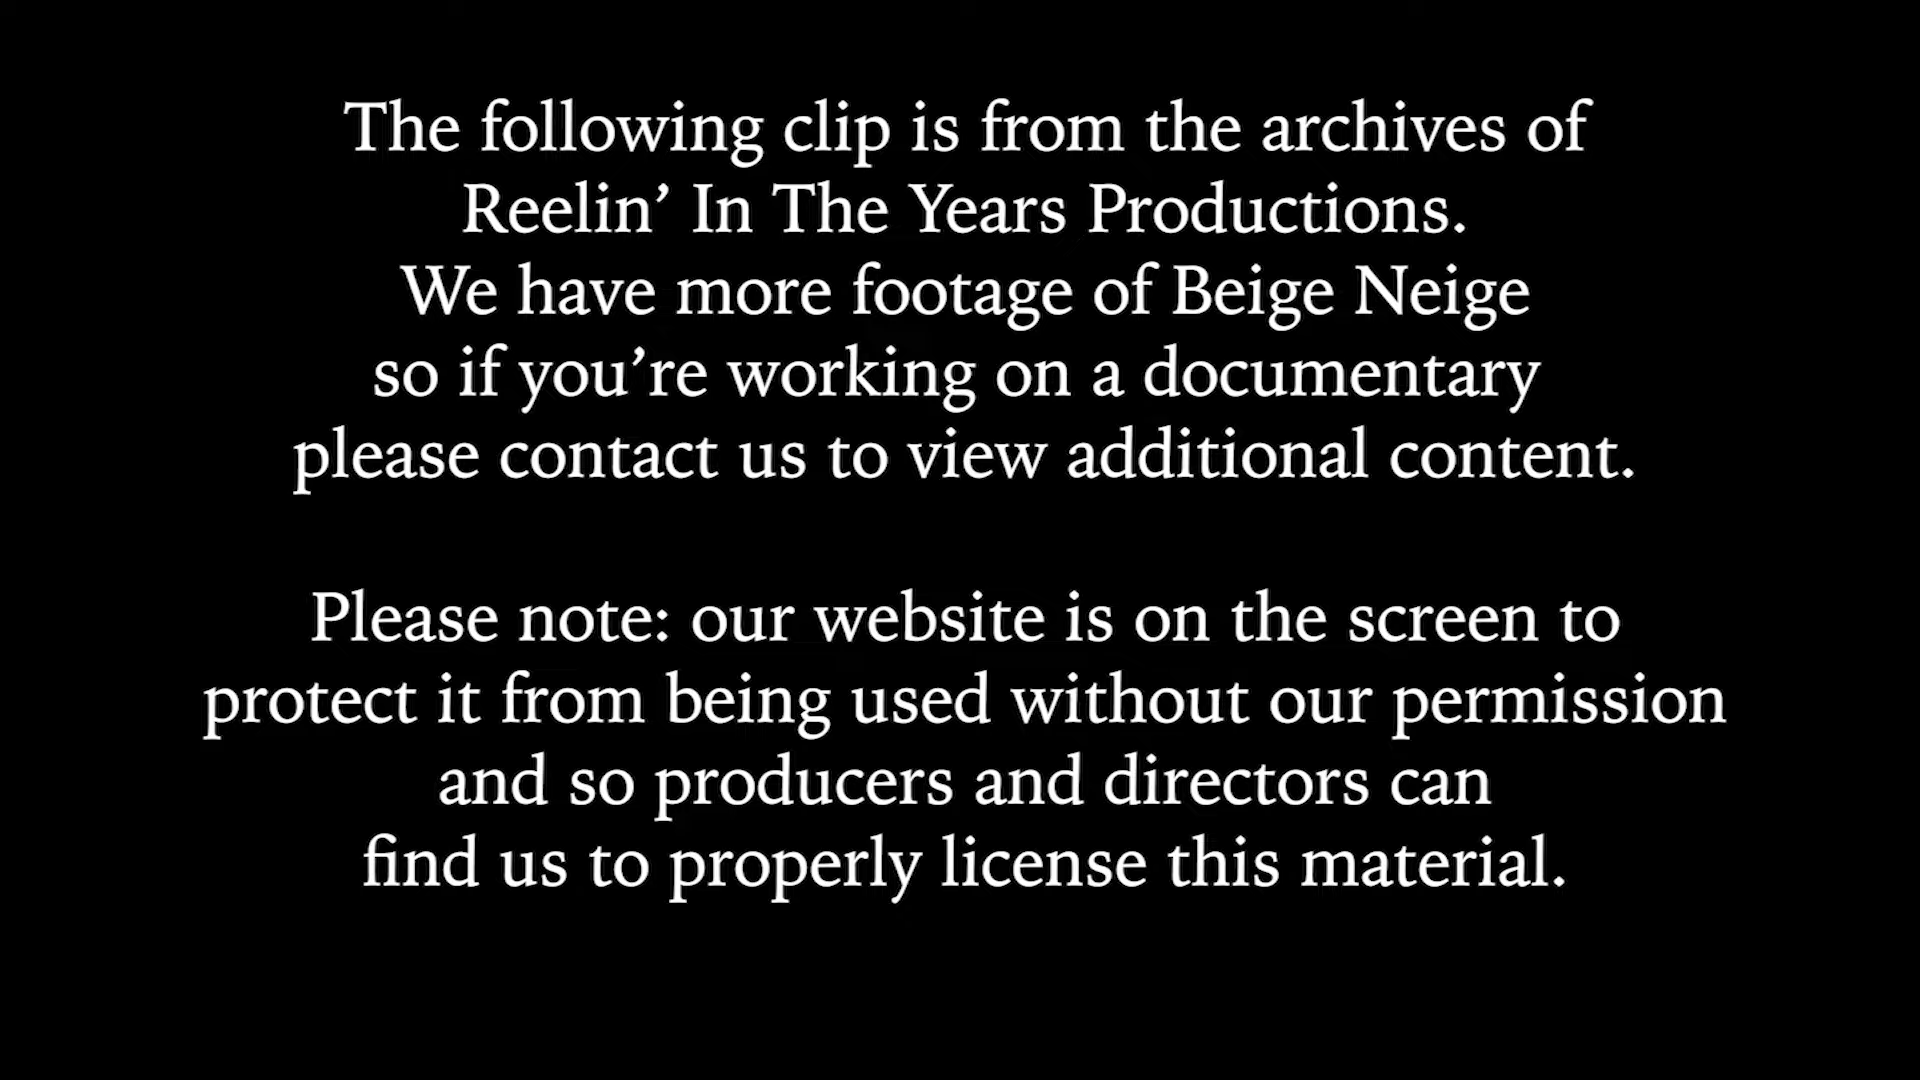 The following clip is from the archives of
Reelin’ In The Years Productions.
We have more footage of Beige Neige
so if you’re working on a documentary
please contact us to view additional content.
Please note: our website is on the screen to
protect it from being used without our permission
and so producers and directors can
find us to properly license this material.